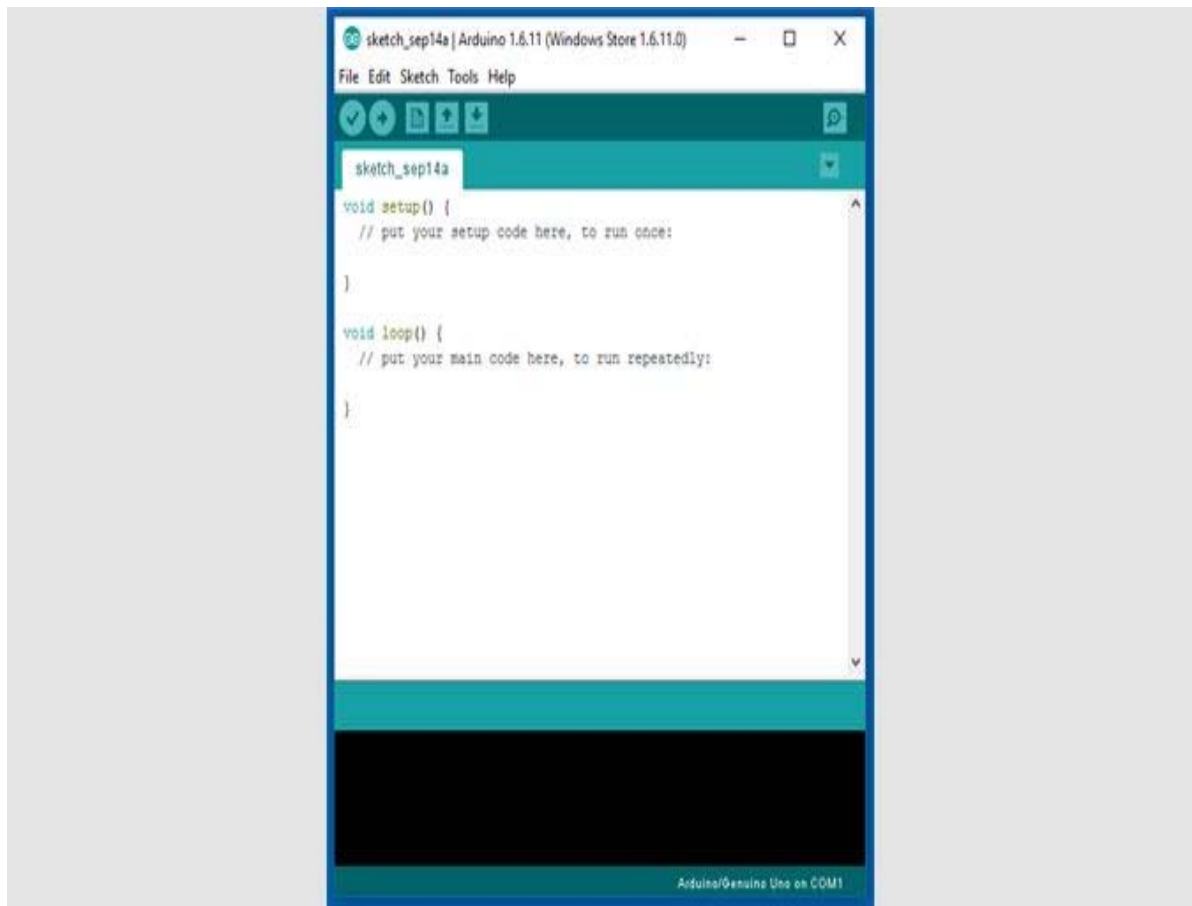 sketch_sep14a | Arduino 1.6.11 (Windows Store 1.6.11.0)
File Edit Sketch Tools Help
sketch_sep14a
void setup() {
  // put your setup code here, to run once:
}
void loop() {
  // put your main code here, to run repeatedly:
}
Arduino/Genuino Uno on COM1